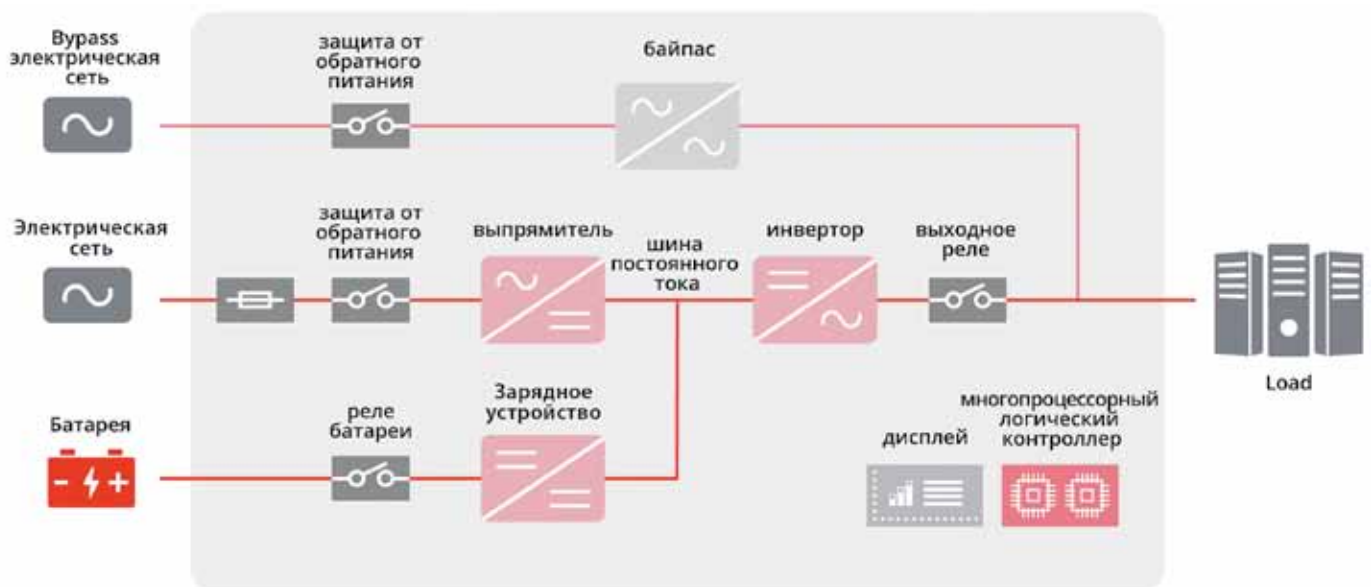 Bypass
электрическая
сеть
защита от
обратного
питания
байпас
Электрическая
сеть
защита от
обратного
питания
выпрямитель
шина
постоянного
тока
инвертор
выходное
реле
Load
Батарея
реле
батареи
Зарядное
устройство
дисплей
многопроцессорный
логический
контроллер